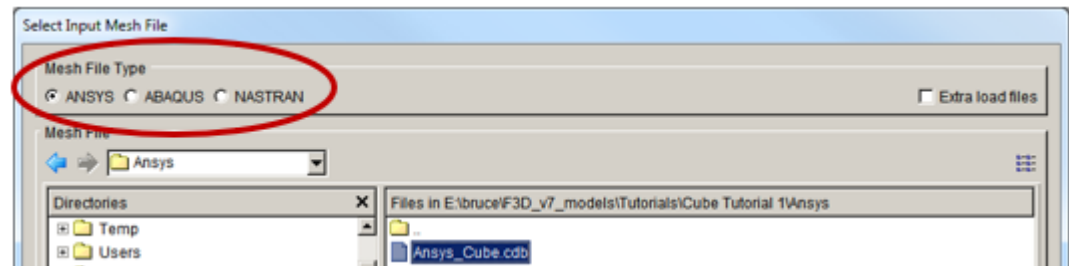 Select Input Mesh File
Mesh File Type
ANSYS ABAQUS NASTRAN
Extra load files
Mesh File
Ansys
Directories
Files in E:\bruce\F3D_v7_models\Tutorials\Cube Tutorial 1\Ansys
Temp
..
Users
Ansys_Cube.cdb